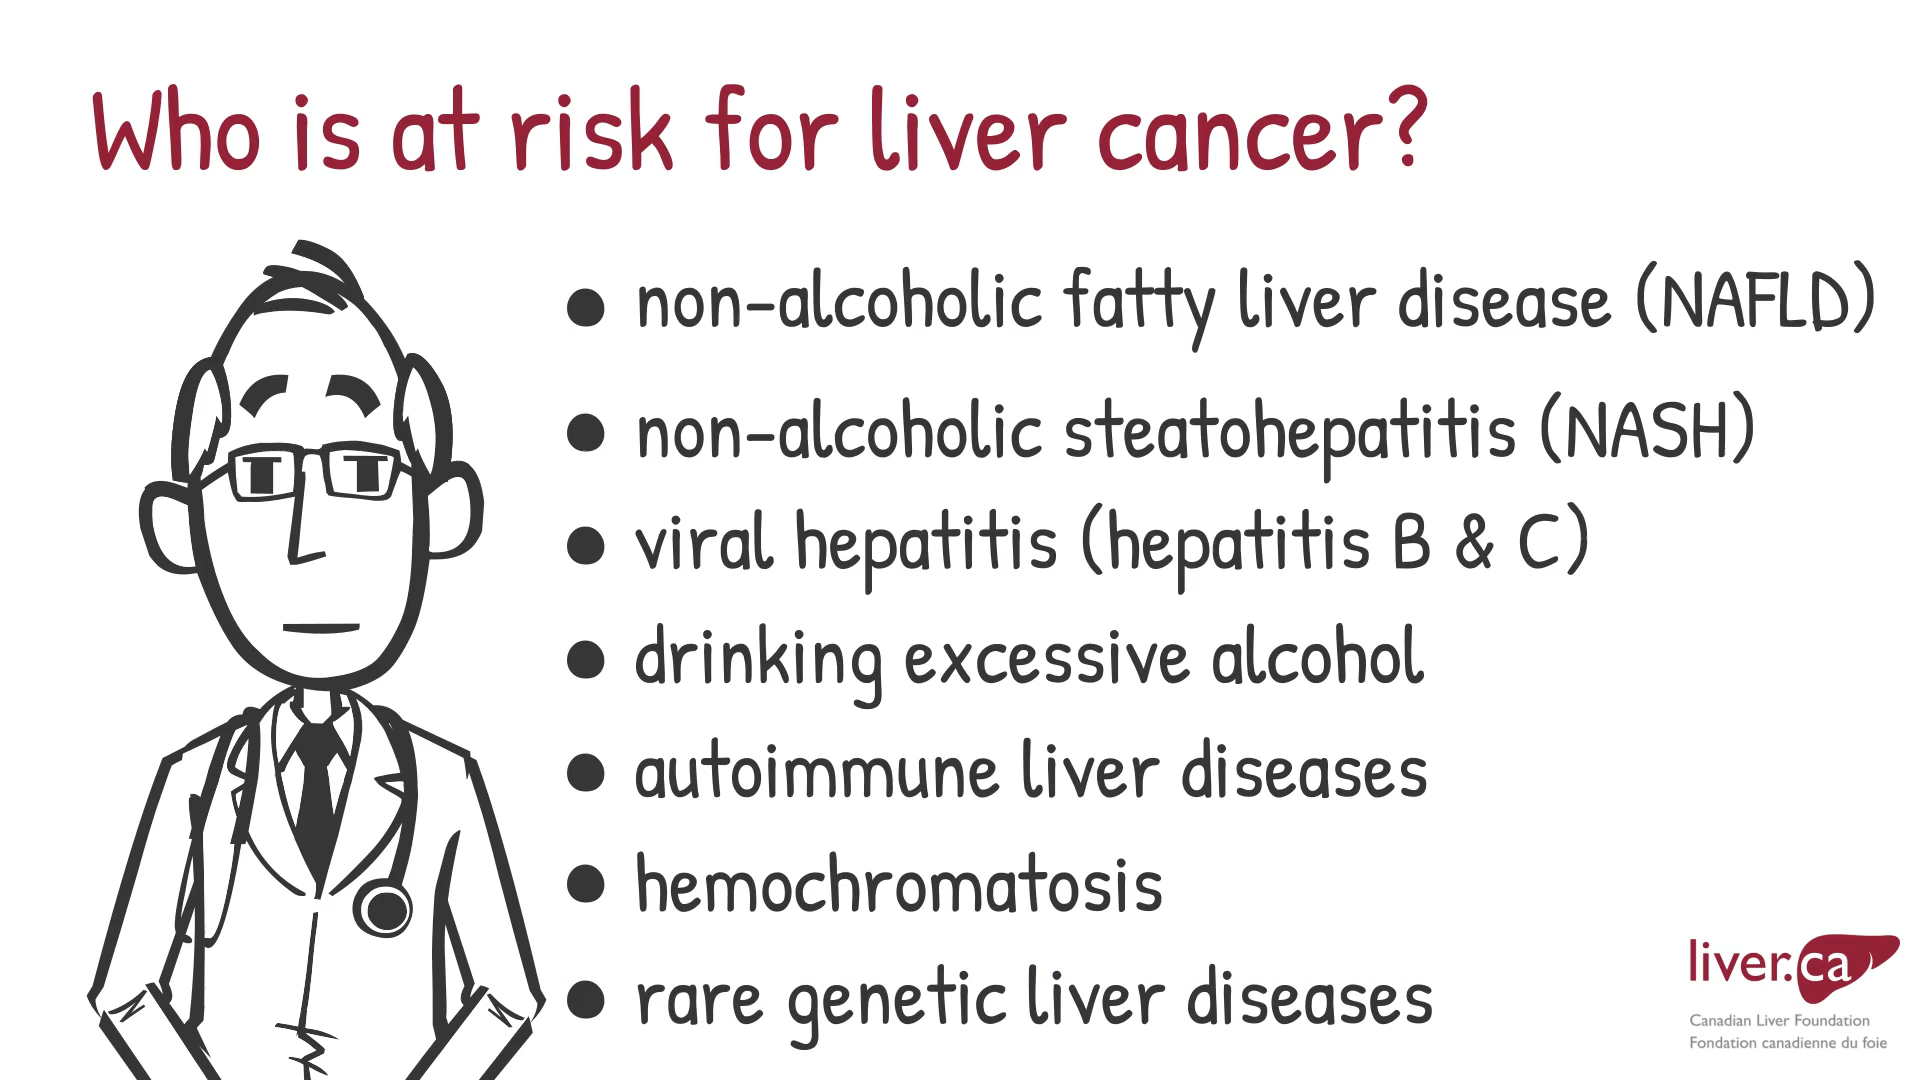 Who is at risk for liver cancer?
• non-alcoholic fatty liver disease (NAFLD)
• non-alcoholic steatohepatitis (NASH)
• viral hepatitis (hepatitis B & C)
• drinking excessive alcohol
• autoimmune liver diseases
• hemochromatosis
• rare genetic liver diseases
liver.ca
Canadian Liver Foundation
Fondation canadienne du foie